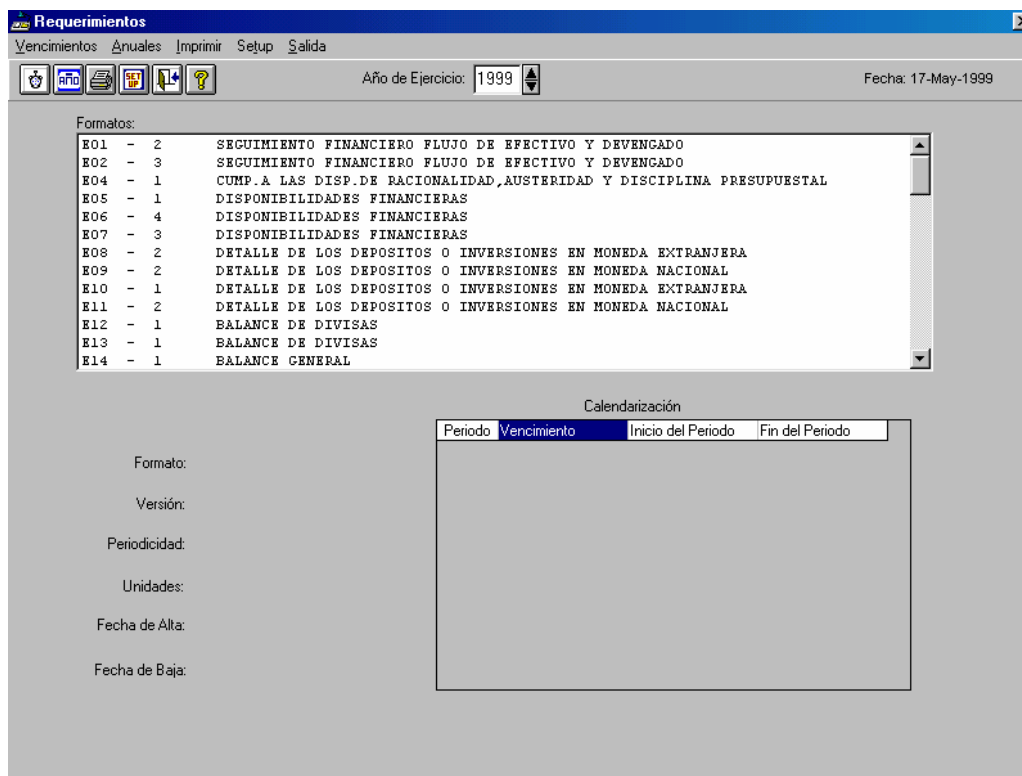 Requerimientos
Vencimientos Anuales Imprimir Setup Salida
AÑO SET UP ? Año de Ejercicio: 1999 Fecha: 17-May-1999
Formatos:
E01 - 2 SEGUIMIENTO FINANCIERO FLUJO DE EFECTIVO Y DEVENGADO
E02 - 3 SEGUIMIENTO FINANCIERO FLUJO DE EFECTIVO Y DEVENGADO
E04 - 1 CUMP.A LAS DISP.DE RACIONALIDAD,AUSTERIDAD Y DISCIPLINA PRESUPUESTAL
E05 - 1 DISPONIBILIDADES FINANCIERAS
E06 - 4 DISPONIBILIDADES FINANCIERAS
E07 - 3 DISPONIBILIDADES FINANCIERAS
E08 - 2 DETALLE DE LOS DEPOSITOS O INVERSIONES EN MONEDA EXTRANJERA
E09 - 2 DETALLE DE LOS DEPOSITOS O INVERSIONES EN MONEDA NACIONAL
E10 - 1 DETALLE DE LOS DEPOSITOS O INVERSIONES EN MONEDA EXTRANJERA
E11 - 2 DETALLE DE LOS DEPOSITOS O INVERSIONES EN MONEDA NACIONAL
E12 - 1 BALANCE DE DIVISAS
E13 - 1 BALANCE DE DIVISAS
E14 - 1 BALANCE GENERAL
Calendarización
Periodo Vencimiento Inicio del Periodo Fin del Periodo
Formato:
Versión:
Periodicidad:
Unidades:
Fecha de Alta:
Fecha de Baja: